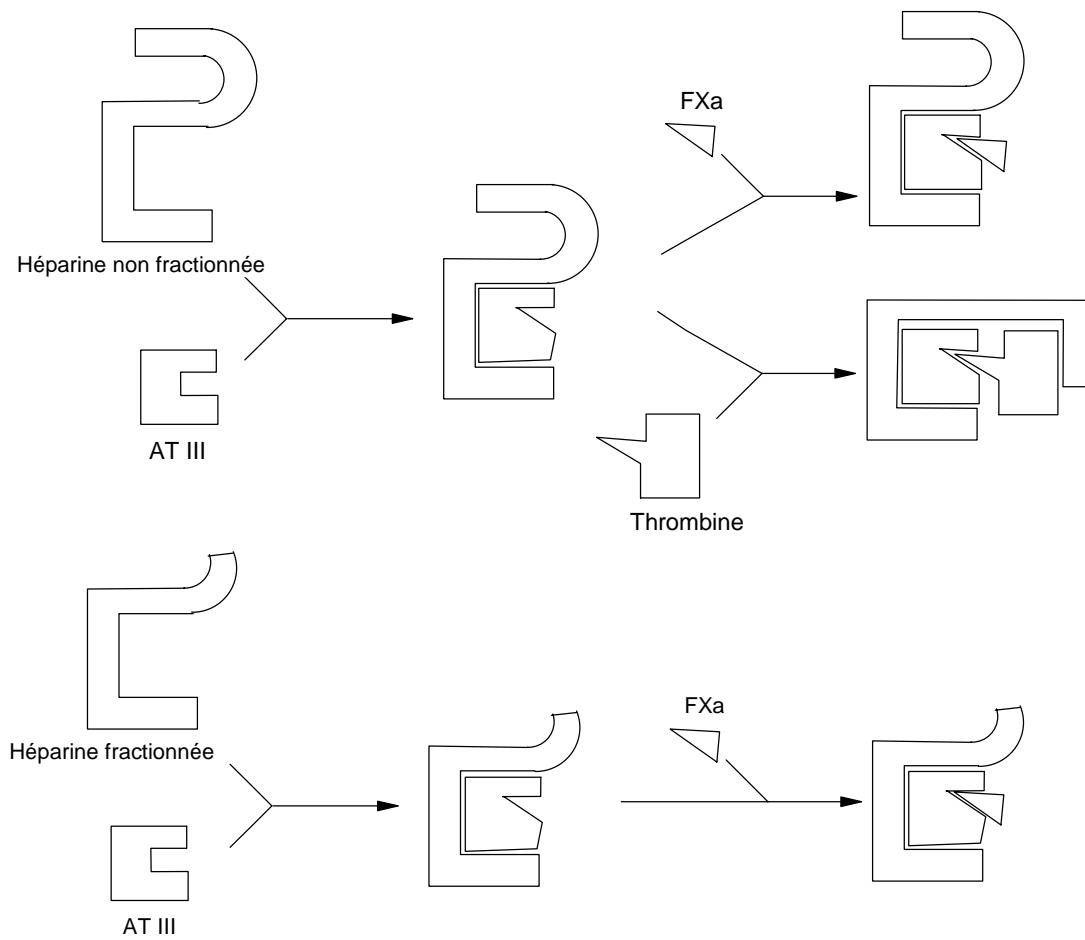 FXa
Héparine non fractionnée
AT III
Thrombine
Héparine fractionnée
FXa
AT III